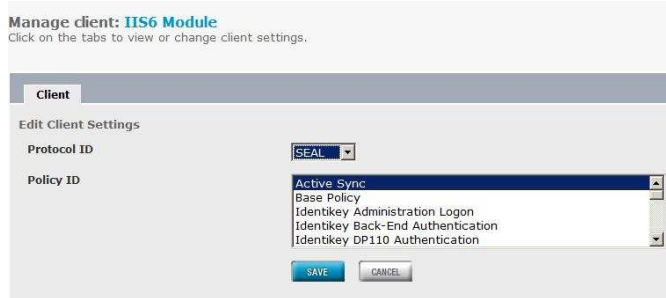 Manage client: IIS6 Module
Click on the tabs to view or change client settings.
Client
Edit Client Settings
Protocol ID
SEAL
Policy ID
Active Sync
Base Policy
Identikey Administration Logon
Identikey Back-End Authentication
Identikey DP110 Authentication
SAVE CANCEL